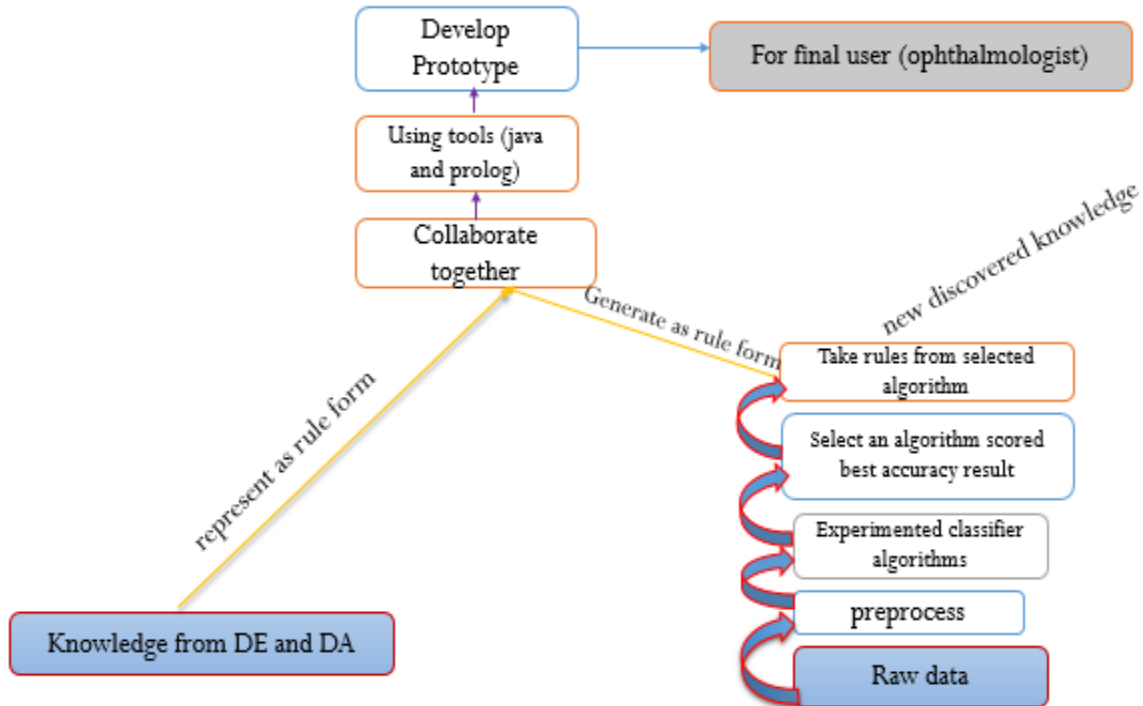 Develop
Prototype
For final user (ophthalmologist)
Using tools (java
and prolog)
Collaborate
together
new discovered knowledge
Generate as rule form
Take rules from selected
algorithm
represent as rule form
Select an algorithm scored
best accuracy result
Experimented classifier
algorithms
preprocess
Knowledge from DE and DA
Raw data